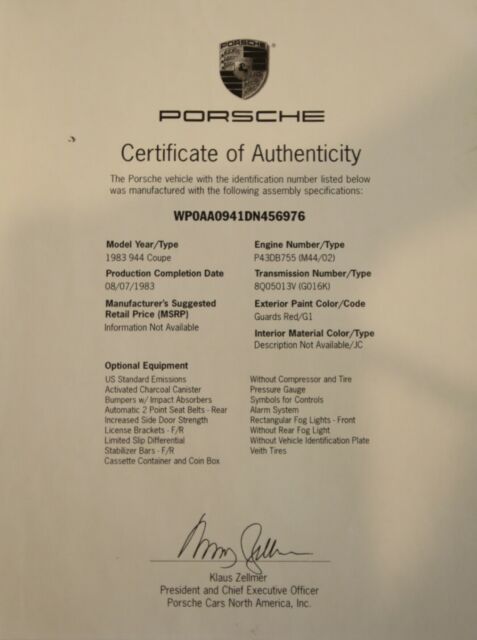 PORSCHE
PORSCHE
Certificate of Authenticity
The Porsche vehicle with the identification number listed below
was manufactured with the following assembly specifications:
WP0AA0941DN456976
Model Year/Type
1983 944 Coupe
Production Completion Date
08/07/1983
Manufacturer's Suggested
Retail Price (MSRP)
Information Not Available
Engine Number/Type
P43DB755 (M44/02)
Transmission Number/Type
8Q05013V (G016K)
Exterior Paint Color/Code
Guards Red/G1
Interior Material Color/Type
Description Not Available/JC
Optional Equipment
US Standard Emissions
Activated Charcoal Canister
Bumpers w/ Impact Absorbers
Automatic 2 Point Seat Belts - Rear
Increased Side Door Strength
License Brackets - F/R
Limited Slip Differential
Stabilizer Bars - F/R
Cassette Container and Coin Box
Without Compressor and Tire
Pressure Gauge
Symbols for Controls
Alarm System
Rectangular Fog Lights - Front
Without Rear Fog Light
Without Vehicle Identification Plate
Veith Tires
Klaus Zellmer
President and Chief Executive Officer
Porsche Cars North America, Inc.